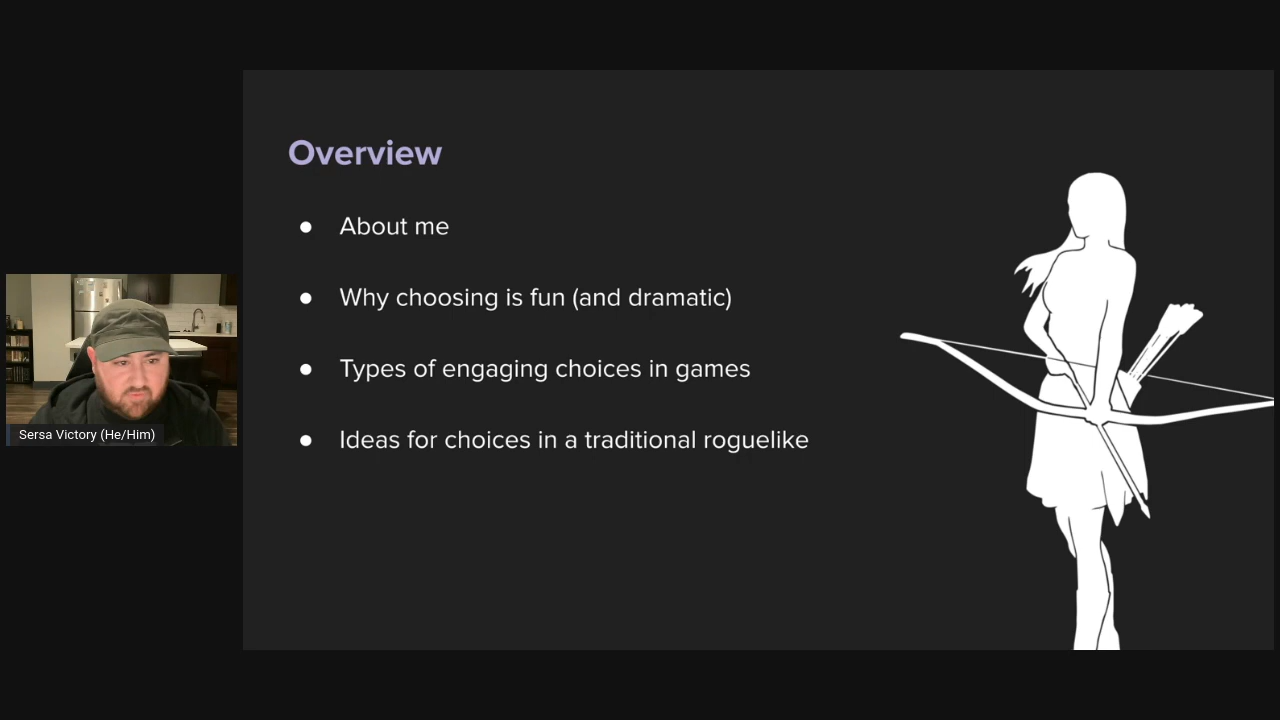 Overview
● About me
● Why choosing is fun (and dramatic)
● Types of engaging choices in games
● Ideas for choices in a traditional roguelike
Sersa Victory (He/Him)